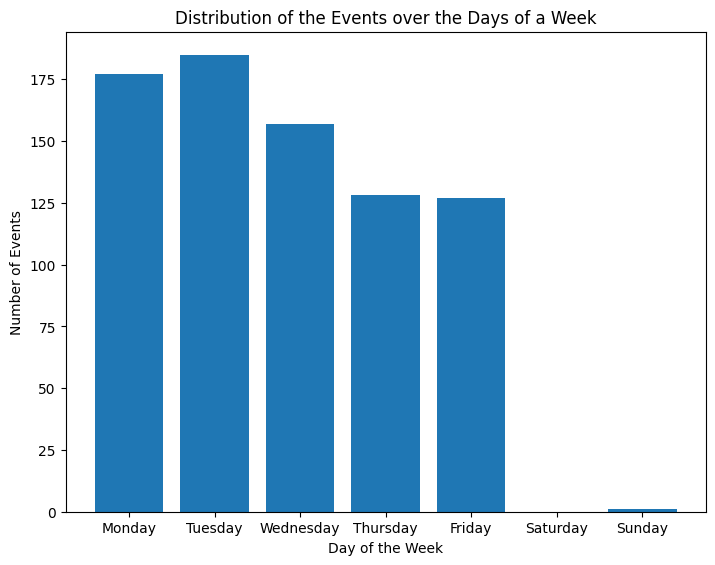 Distribution of the Events over the Days of a Week
Number of Events
175
150
125
100
75
50
25
0
Monday Tuesday Wednesday Thursday Friday Saturday Sunday
Day of the Week